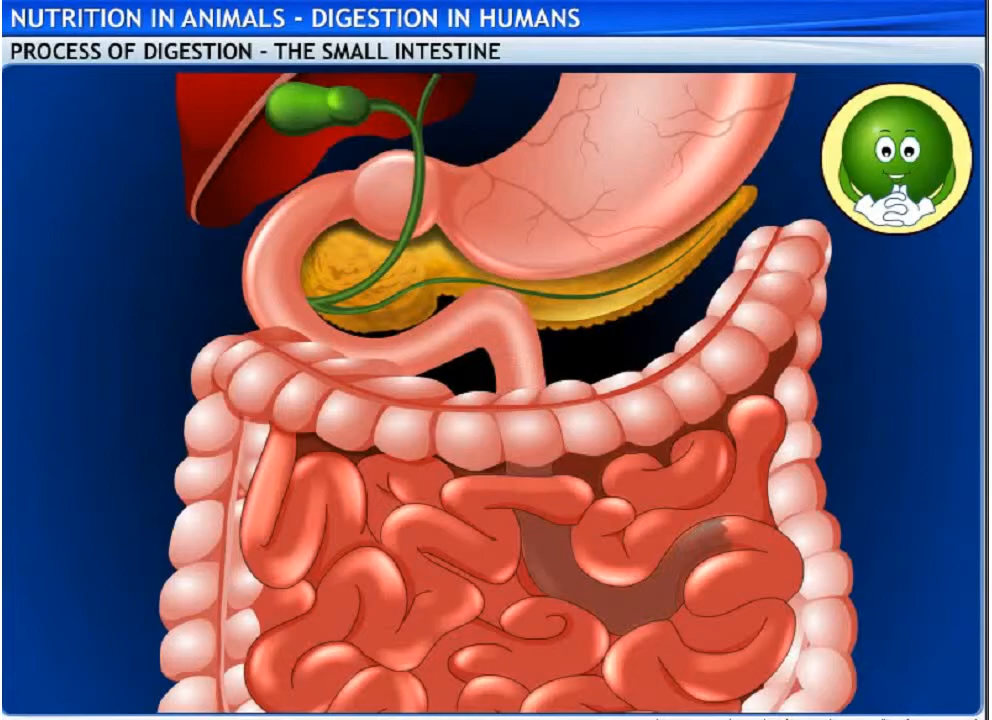 NUTRITION IN ANIMALS - DIGESTION IN HUMANS
PROCESS OF DIGESTION - THE SMALL INTESTINE